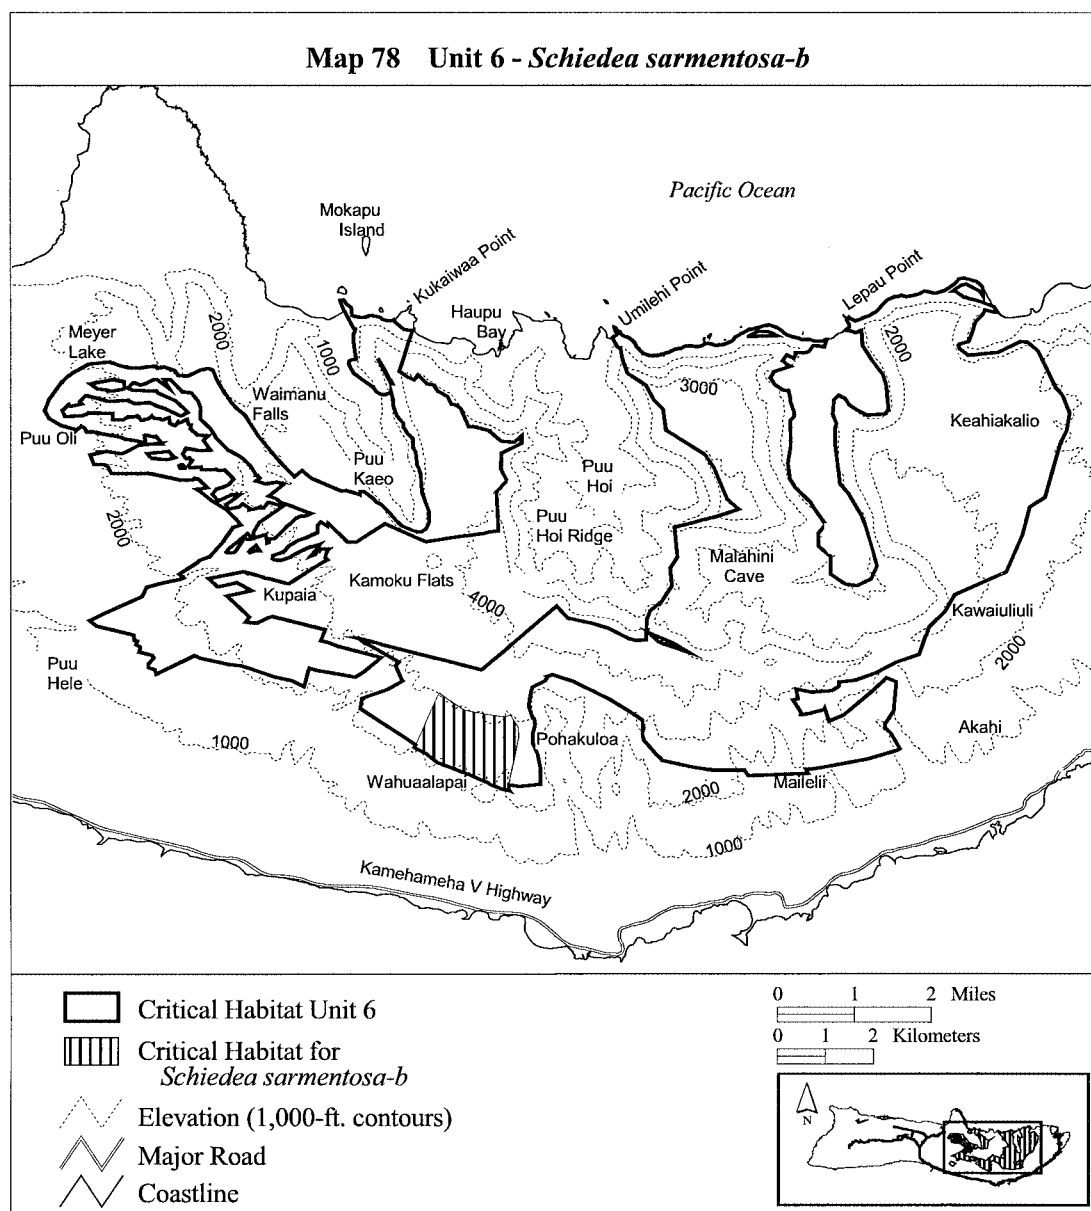 Map 78 Unit 6 - Schiedea sarmentosa-b
Pacific Ocean
Mokapu
Island
Kukaiwaa Point
Haupu
Bay
Umilehi Point
Lepau Point
Meyer
Lake
2000
1000
2000
3000
Waimanu
Falls
Puu Oli
Keahiakalio
Puu
Kaeo
Puu
Hoi
Puu
Hoi Ridge
2000
Malahini
Cave
Kamoku Flats
Kupaia
4000
Kawaiuliuli
Puu
Hele
2000
1000
Pohakuloa
Akahi
Wahuaalapai
2000
Mailelii
1000
Kamehameha V Highway
Critical Habitat Unit 6
Critical Habitat for
Schiedea sarmentosa-b
Elevation (1,000-ft. contours)
Major Road
Coastline
0 1 2 Miles
0 1 2 Kilometers
N